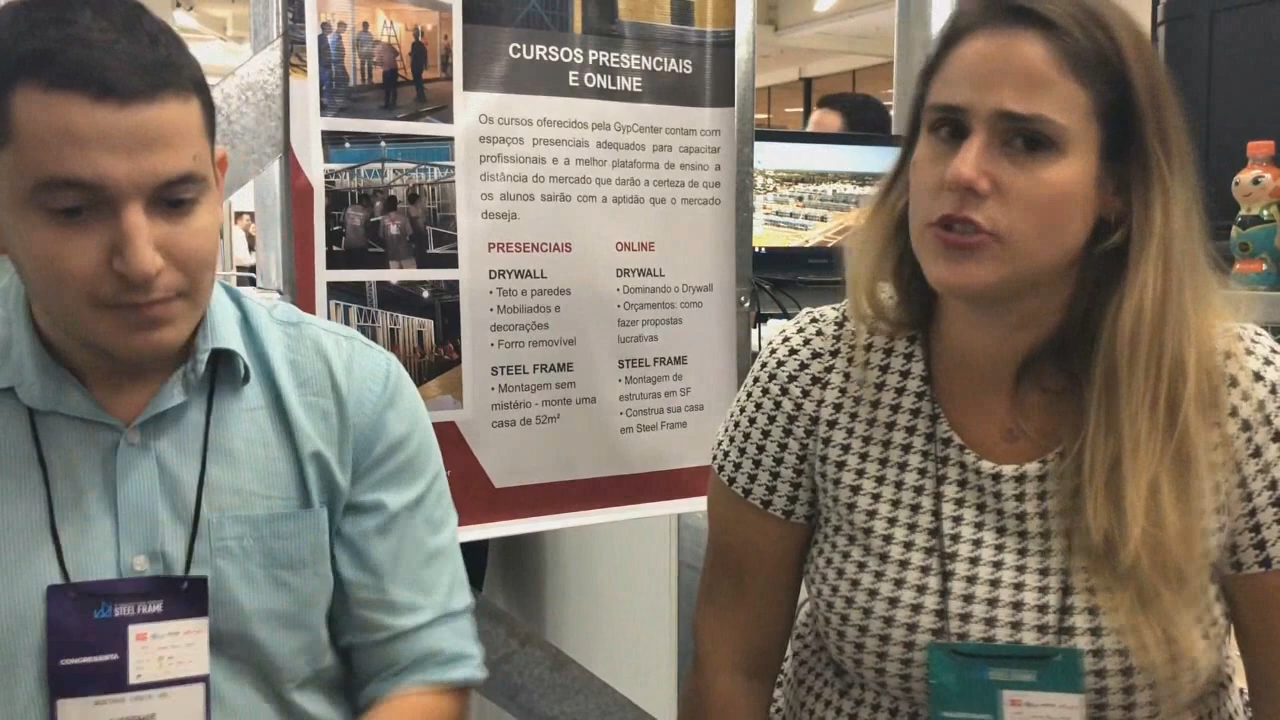 CURSOS PRESENCIAIS
E ONLINE
Os cursos oferecidos pela GypCenter contam com
espaços presenciais adequados para capacitar
profissionais e a melhor plataforma de ensino a
distância do mercado que darão a certeza de que
os alunos sairão com a aptidão que o mercado
deseja.
PRESENCIAIS
DRYWALL
• Teto e paredes
• Mobiliados e
decorações
• Forro removível
STEEL FRAME
• Montagem sem
mistério - monte uma
casa de 52m²
ONLINE
DRYWALL
• Dominando o Drywall
• Orçamentos: como
fazer propostas
lucrativas
STEEL FRAME
• Montagem de
estruturas em SF
• Construa sua casa
em Steel Frame
STEEL FRAME
CONGRESSISTA